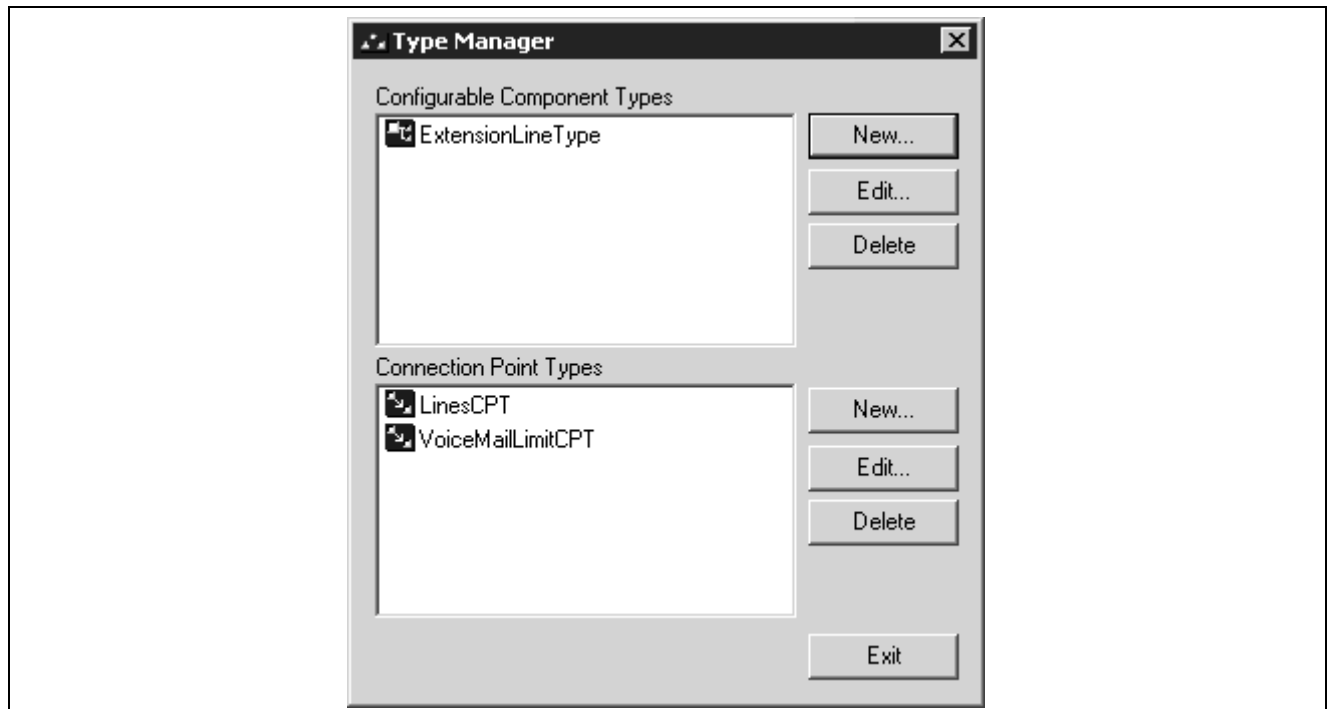 Type Manager
Configurable Component Types
ExtensionLineType
New...
Edit...
Delete
Connection Point Types
LinesCPT
VoiceMailLimitCPT
New...
Edit...
Delete
Exit